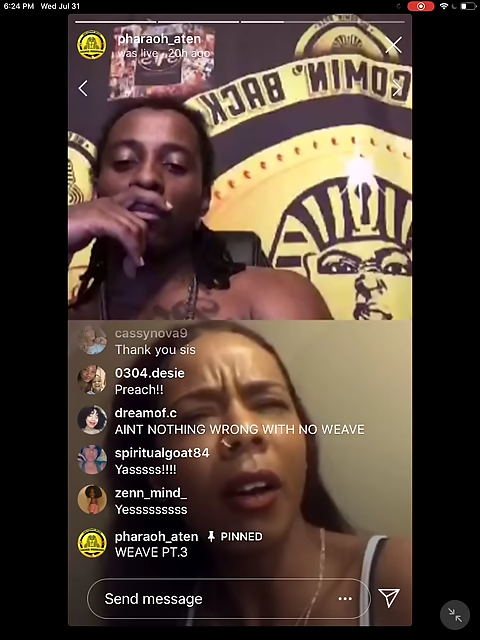 6:24 PM Wed Jul 31
pharaoh_aten
was live · 20h ago
COMIN' BACK
cassynova9
Thank you sis
0304.desie
Preach!!
dreamof.c
AINT NOTHING WRONG WITH NO WEAVE
spiritualgoat84
Yasssss!!!!
zenn_mind_
Yesssssssss
pharaoh_aten PINNED
WEAVE PT.3
Send message